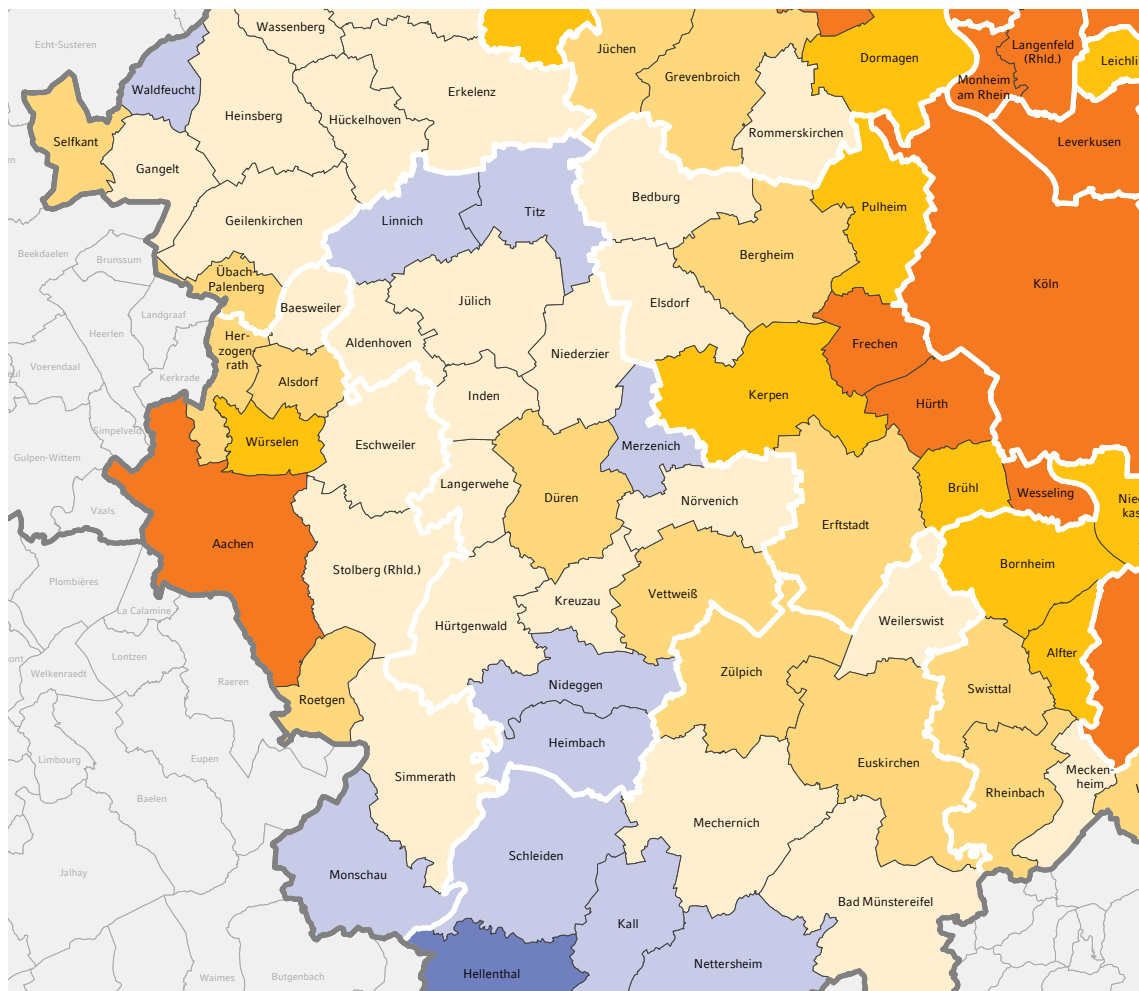 Wassenberg
Echt-Susteren
Jüchen
Langenfeld
(Rhld.)
Dormagen
Leichli
Grevenbroich
Monheim
am Rhein
Waldfeucht
Erkelenz
Heinsberg
Hückelhoven
Rommerskirchen
Selfkant
Leverkusen
Gangelt
Bedburg
Pulheim
Titz
Linnich
Geilenkirchen
Beekdaelen
Brunssum
Bergheim
Übach-
Palenberg
Köln
Jülich
Elsdorf
Baesweiler
Landgraaf
Heerlen
Her-
zogen-
rath
Aldenhoven
Frechen
Niederzier
Voerendaal
Kerkrade
Alsdorf
Inden
Kerpen
Hürth
Simpelveld
Würselen
Eschweiler
Merzenich
Gulpen-Wittem
Langerwehe
Brühl
Wesseling
Düren
Nörvenich
Nied
kas
Vaals
Erftstadt
Aachen
Bornheim
Stolberg (Rhld.)
Plombières
Vettweiß
Kreuzau
La Calamine
Weilerswist
Hürtgenwald
Lontzen
mont
Alfter
Welkenraedt
Raeren
Zülpich
Nideggen
Swisttal
Roetgen
Heimbach
Limbourg
Eupen
Euskirchen
Simmerath
Mecken-
heim
Rheinbach
Baelen
Mechernich
Schleiden
Jalhay
Monschau
Bad Münstereifel
Kall
Nettersheim
Hellenthal
Waimes
Butgenbach